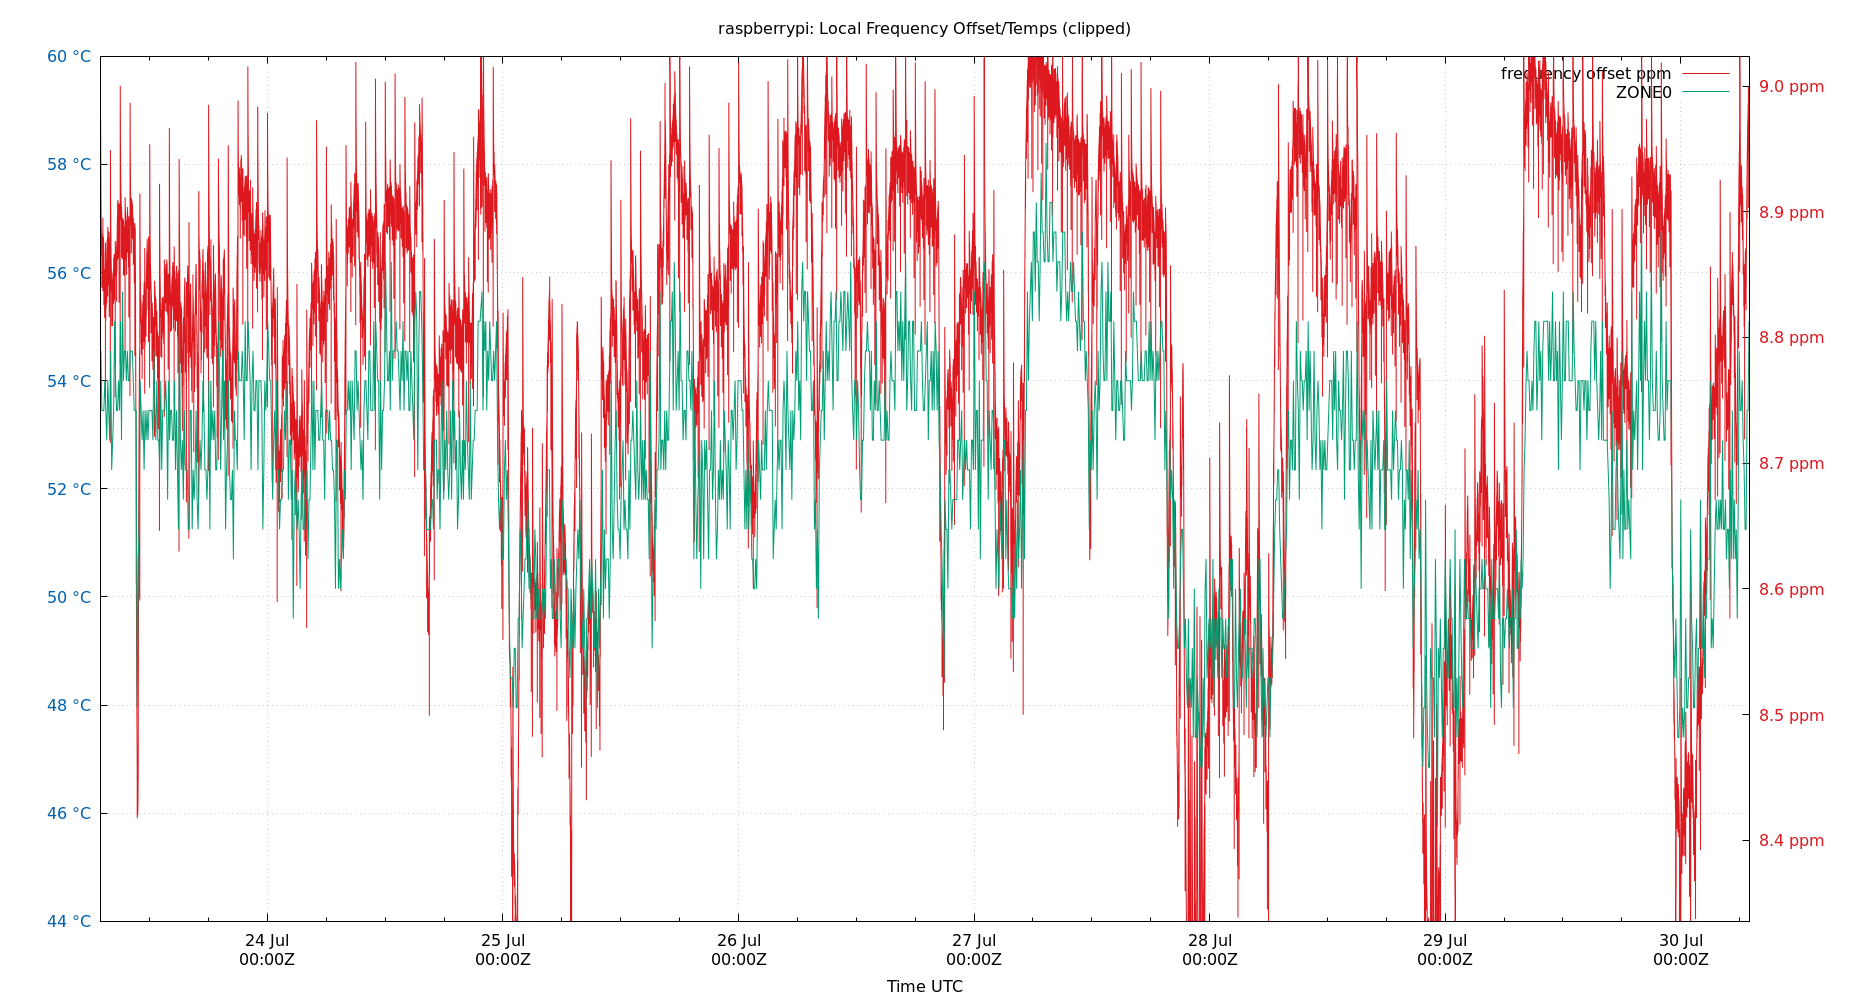 raspberrypi: Local Frequency Offset/Temps (clipped)
60 °C
58 °C
56 °C
54 °C
52 °C
50 °C
48 °C
46 °C
44 °C
frequency offset ppm
ZONE0
9.0 ppm
8.9 ppm
8.8 ppm
8.7 ppm
8.6 ppm
8.5 ppm
8.4 ppm
24 Jul
00:00Z
25 Jul
00:00Z
26 Jul
00:00Z
27 Jul
00:00Z
28 Jul
00:00Z
29 Jul
00:00Z
30 Jul
00:00Z
Time UTC